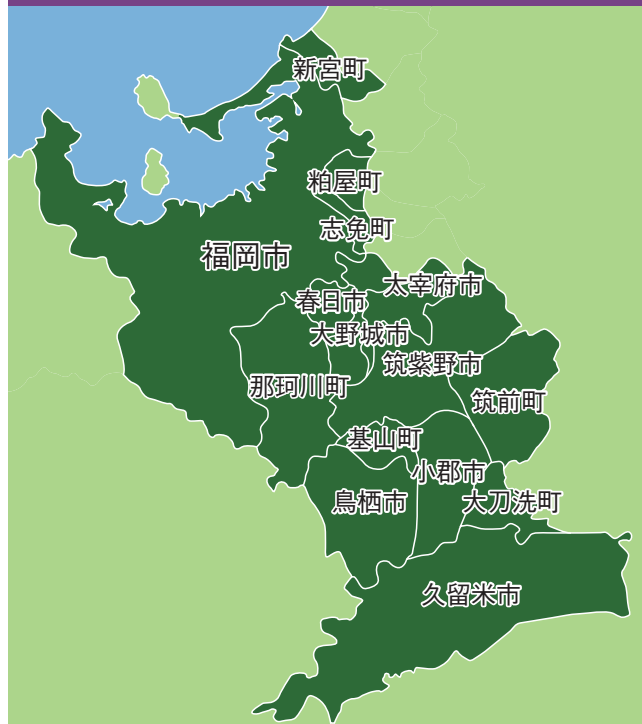 新宮町
粕屋町
志免町
福岡市
太宰府市
春日市
大野城市
筑紫野市
那珂川町
筑前町
基山町
小郡市
鳥栖市
大刀洗町
久留米市